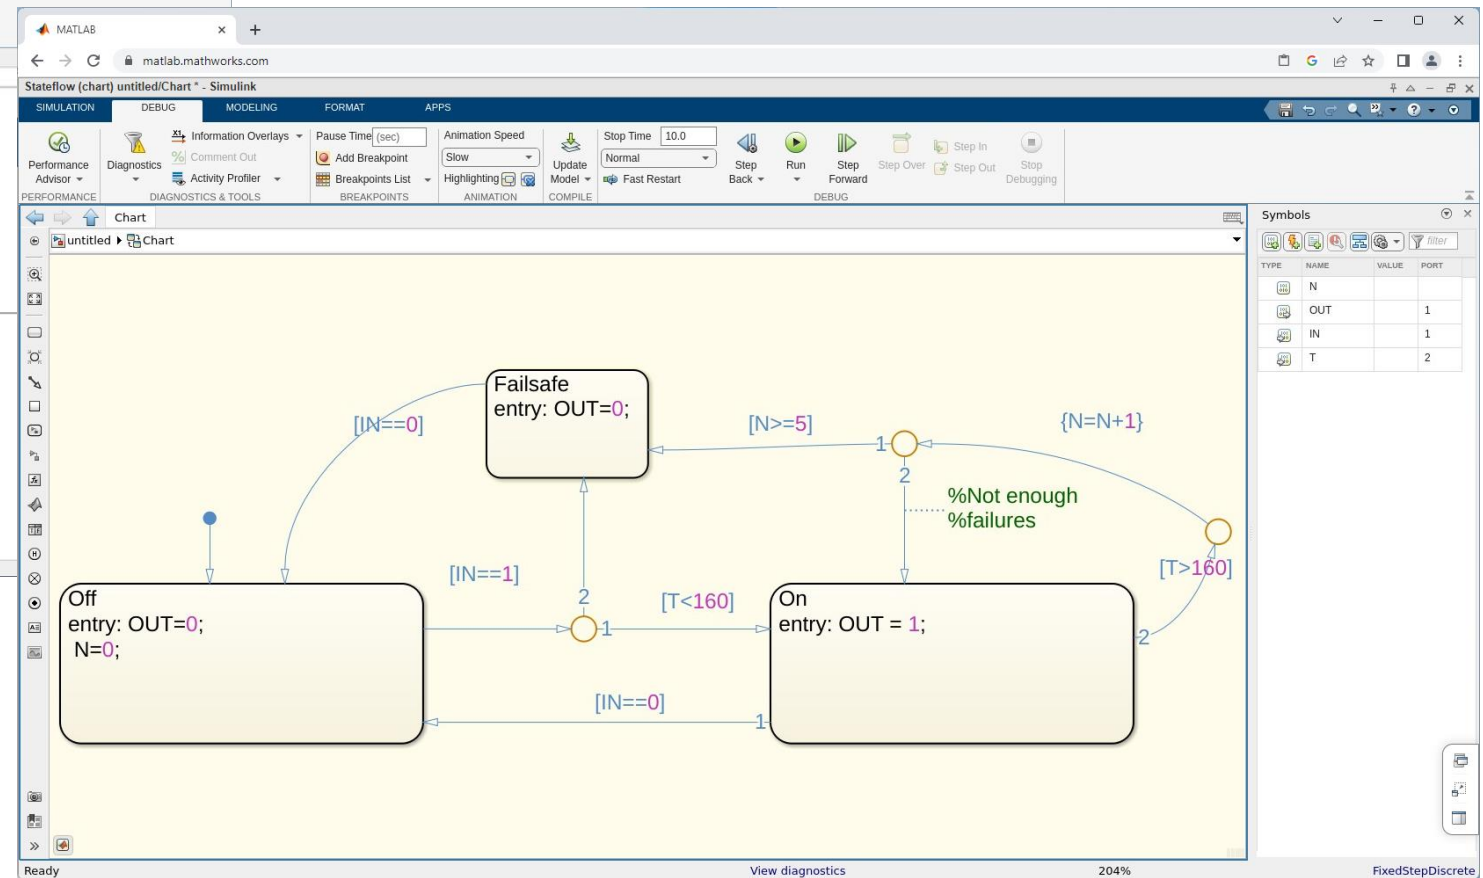 MATLAB
matlab.mathworks.com
Stateflow (chart) untitled/Chart * - Simulink
SIMULATION DEBUG MODELING FORMAT APPS
Performance Advisor
PERFORMANCE
Diagnostics
Information Overlays
Comment Out
Activity Profiler
DIAGNOSTICS & TOOLS
Pause Time (sec)
Add Breakpoint
Breakpoints List
BREAKPOINTS
Animation Speed
Slow
Highlighting
ANIMATION
Update
Model
COMPILE
Stop Time 10.0
Normal
Fast Restart
Step
Back
Run
Step
Forward
Step Over
Step In
Step Out
Stop
Debugging
DEBUG
Chart
untitled Chart
Symbols
filter
TYPE NAME VALUE PORT
N
OUT 1
IN 1
T 2
Failsafe
entry: OUT=0;
[IN==0]
[N>=5]
{N=N+1}
1
2
%Not enough
%failures
[T>160]
[IN==1]
2
[T<160]
1
Off
entry: OUT=0;
N=0;
On
entry: OUT = 1;
2
[IN==0]
1
Ready
View diagnostics
204%
FixedStepDiscrete